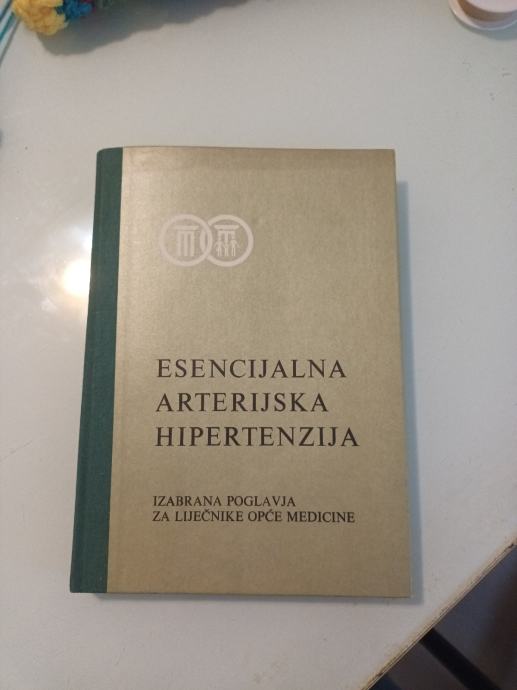 ESENCIJALNA
ARTERIJSKA
HIPERTENZIJA
IZABRANA POGLAVJA
ZA LIJEČNIKE OPĆE MEDICINE